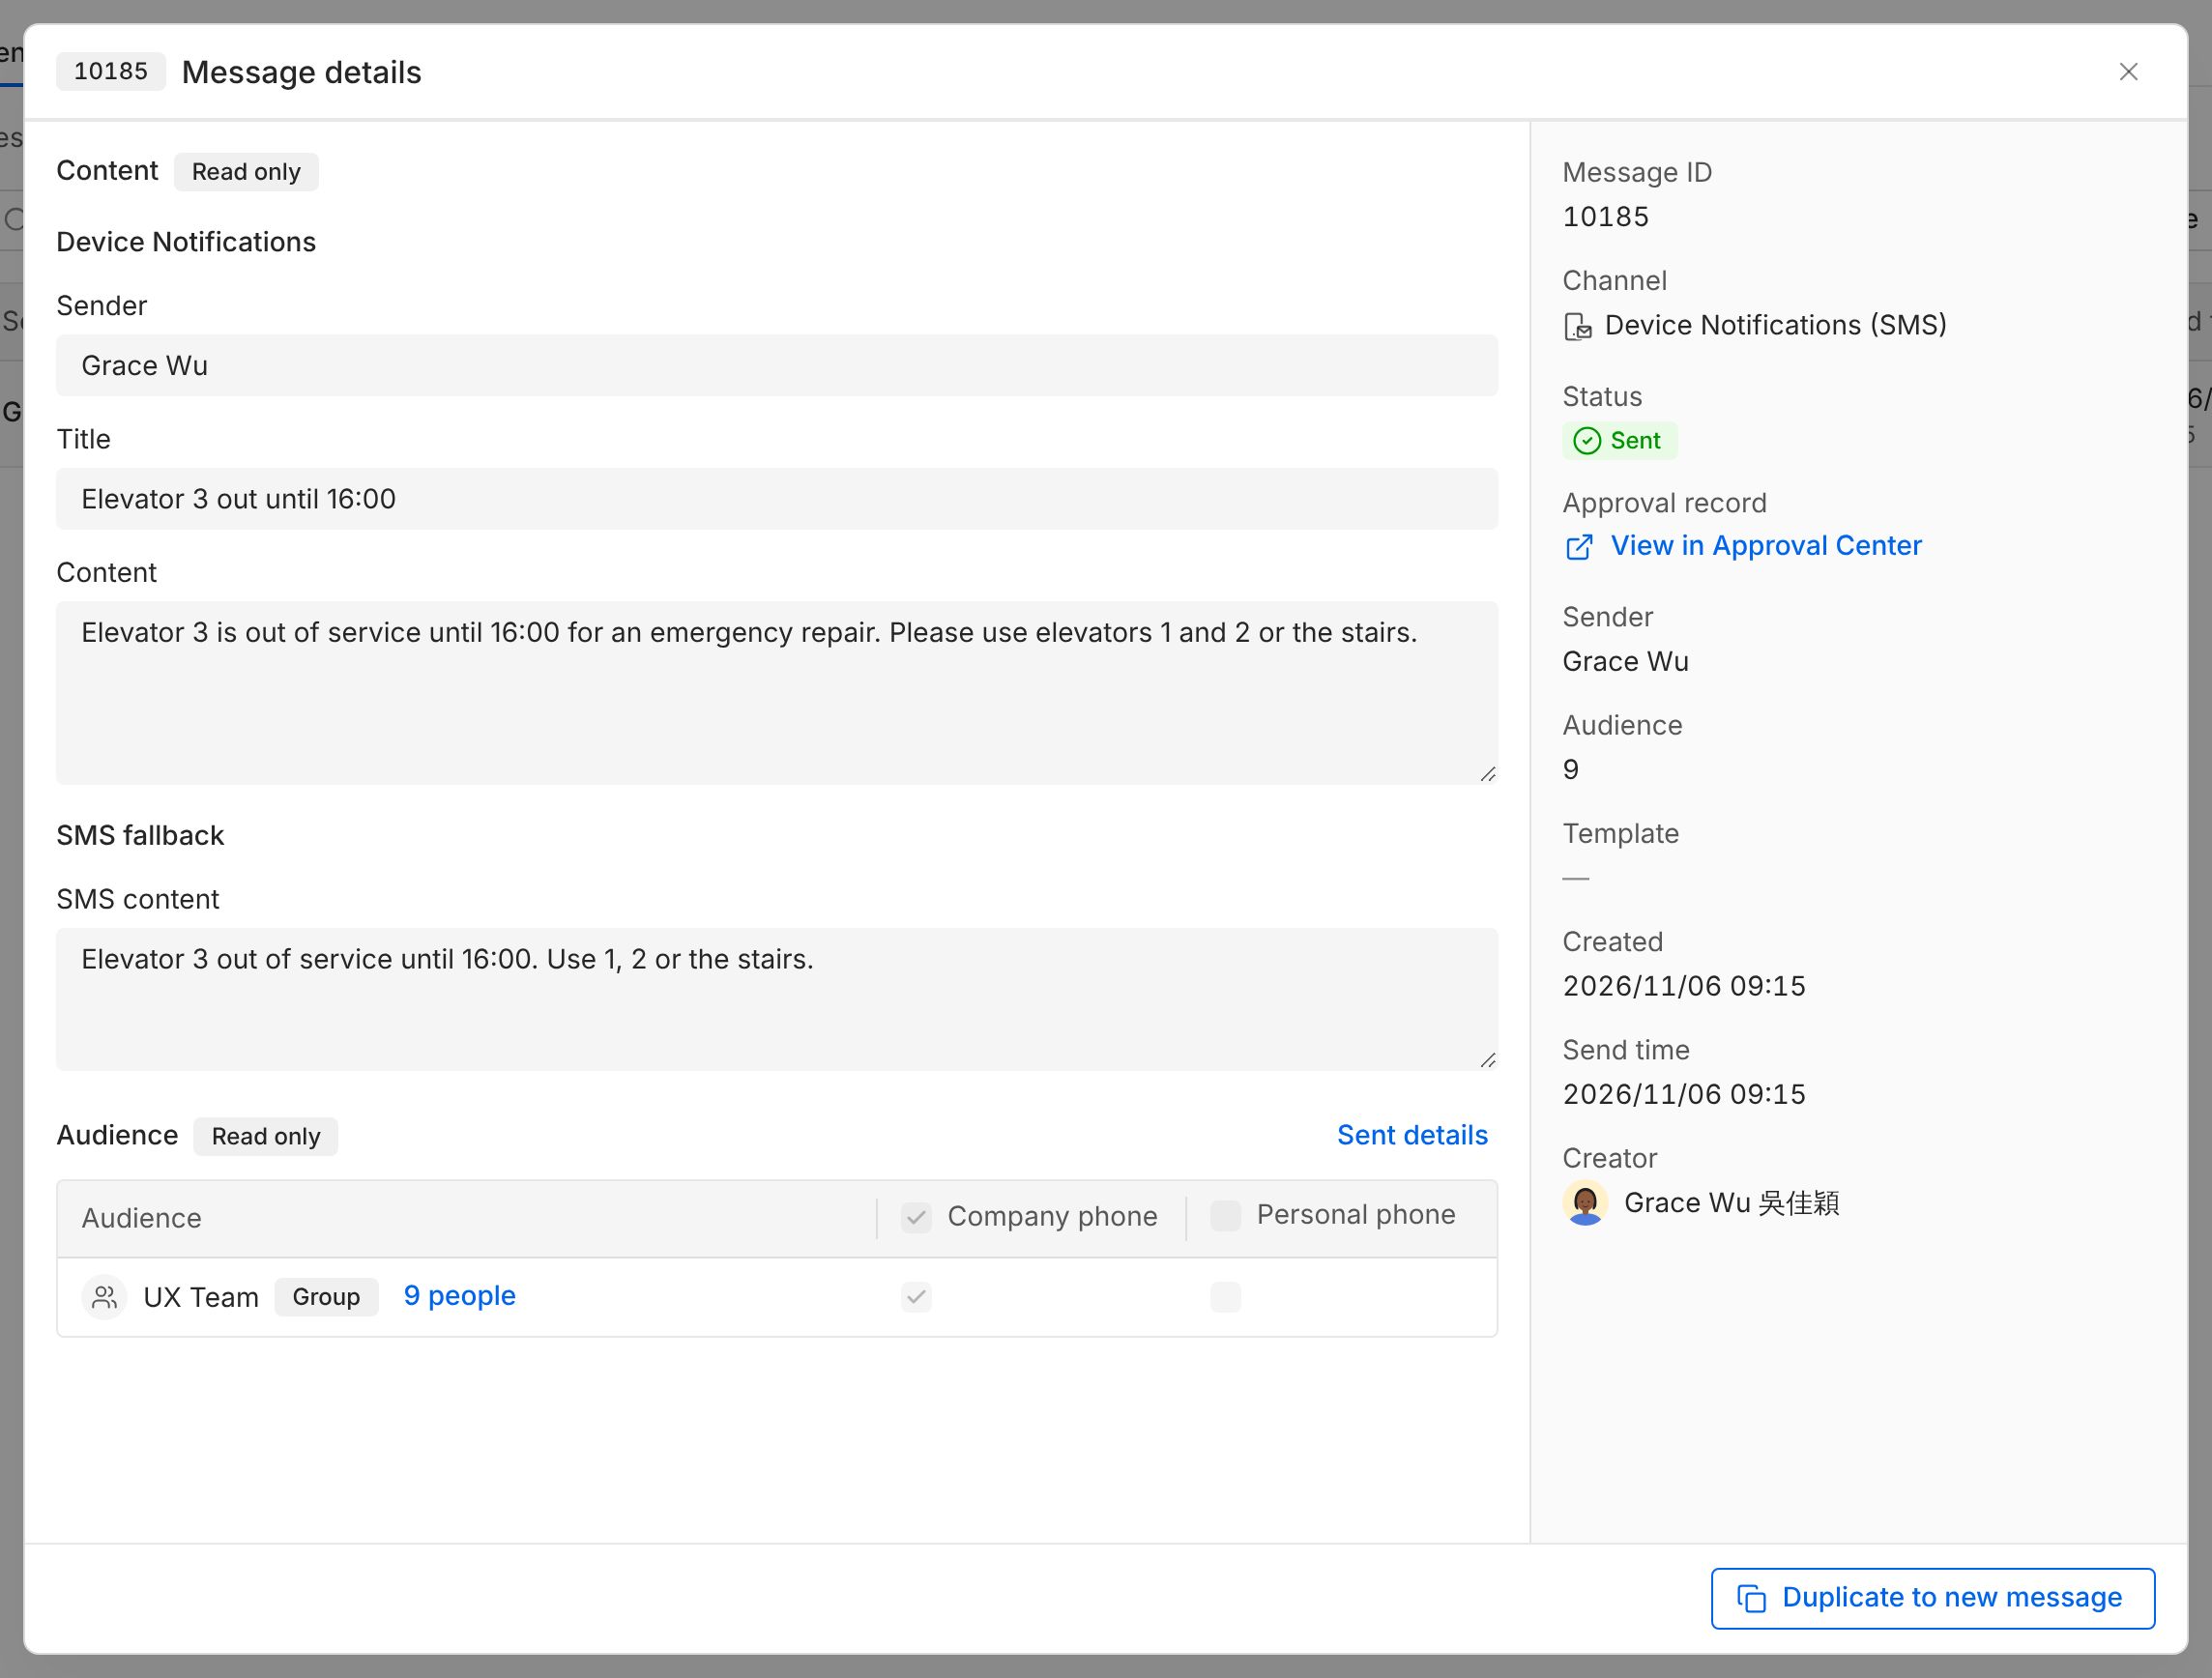 10185 Message details
Content Read only
Device Notifications
Sender
Grace Wu
Title
Elevator 3 out until 16:00
Content
Elevator 3 is out of service until 16:00 for an emergency repair. Please use elevators 1 and 2 or the stairs.
SMS fallback
SMS content
Elevator 3 out of service until 16:00. Use 1, 2 or the stairs.
Audience Read only Sent details
Audience Company phone Personal phone
UX Team Group 9 people
Message ID
10185
Channel
Device Notifications (SMS)
Status
Sent
Approval record
View in Approval Center
Sender
Grace Wu
Audience
9
Template
—
Created
2026/11/06 09:15
Send time
2026/11/06 09:15
Creator
Grace Wu 吳佳穎
Duplicate to new message